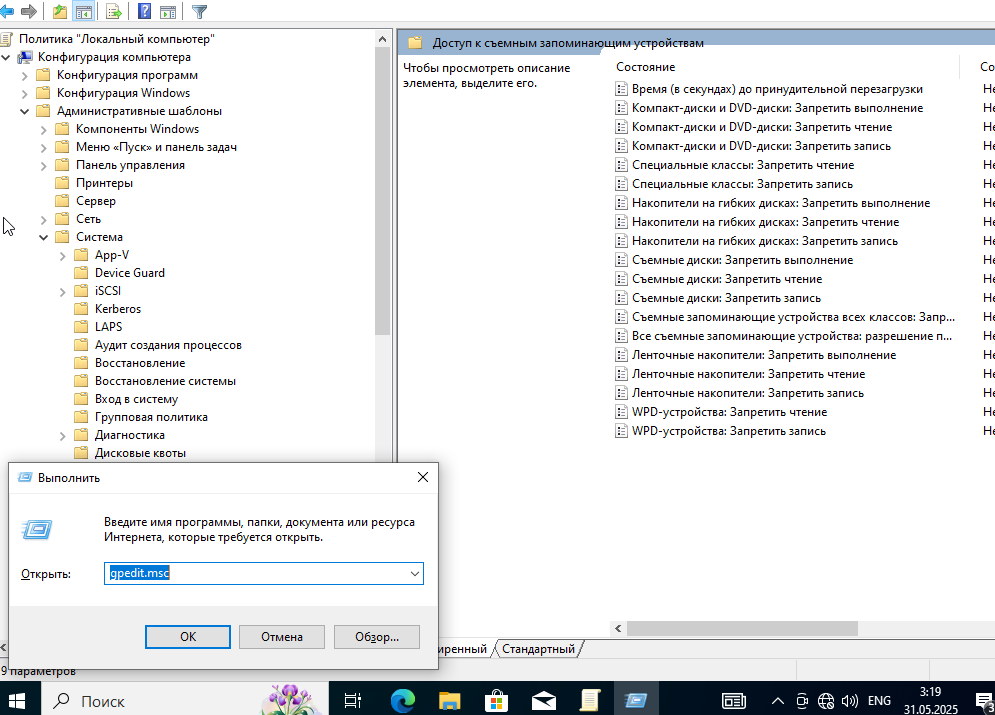 Политика "Локальный компьютер"
Конфигурация компьютера
Конфигурация программ
Конфигурация Windows
Административные шаблоны
Компоненты Windows
Меню «Пуск» и панель задач
Панель управления
Принтеры
Сервер
Сеть
Система
App-V
Device Guard
iSCSI
Kerberos
LAPS
Аудит создания процессов
Восстановление
Восстановление системы
Вход в систему
Групповая политика
Диагностика
Дисковые квоты
Доступ к съемным запоминающим устройствам
Чтобы просмотреть описание
элемента, выделите его.
Состояние
Со
Время (в секундах) до принудительной перезагрузки
Не
Компакт-диски и DVD-диски: Запретить выполнение
Не
Компакт-диски и DVD-диски: Запретить чтение
Не
Компакт-диски и DVD-диски: Запретить запись
Не
Специальные классы: Запретить чтение
Не
Специальные классы: Запретить запись
Не
Накопители на гибких дисках: Запретить выполнение
Не
Накопители на гибких дисках: Запретить чтение
Не
Накопители на гибких дисках: Запретить запись
Не
Съемные диски: Запретить выполнение
Не
Съемные диски: Запретить чтение
Не
Съемные диски: Запретить запись
Не
Съемные запоминающие устройства всех классов: Запр...
Не
Все съемные запоминающие устройства: разрешение п...
Не
Ленточные накопители: Запретить выполнение
Не
Ленточные накопители: Запретить чтение
Не
Ленточные накопители: Запретить запись
Не
WPD-устройства: Запретить чтение
Не
WPD-устройства: Запретить запись
Не
Выполнить
Введите имя программы, папки, документа или ресурса
Интернета, которые требуется открыть.
Открыть:
gpedit.msc
ОК
Отмена
Обзор...
иренный
Стандартный
9 параметров
Поиск
ENG
3:19
31.05.2025
3